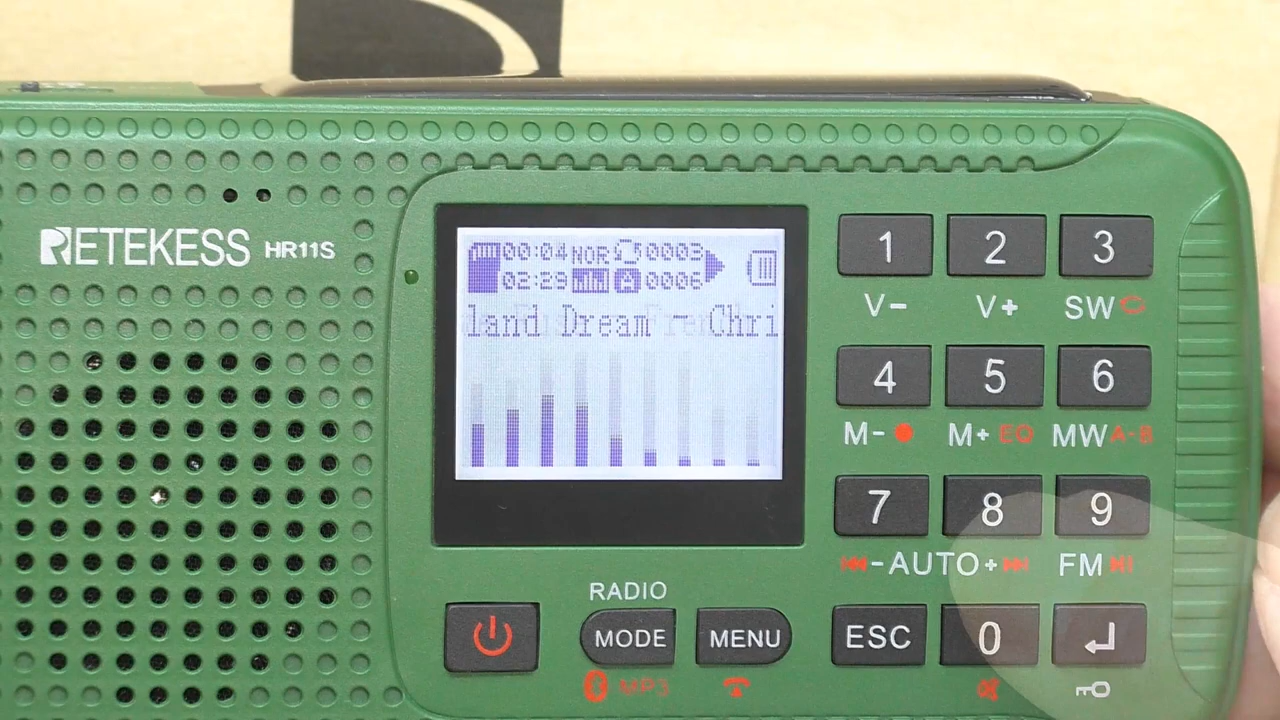 RETEKESS HR11S
00:04 NOR 0003
02:29 0006
land Dream Chri
1 2 3
V- V+ SW
4 5 6
M- M+ EQ MW A-B
7 8 9
-AUTO+ FM
RADIO
MODE MENU ESC 0
MP3